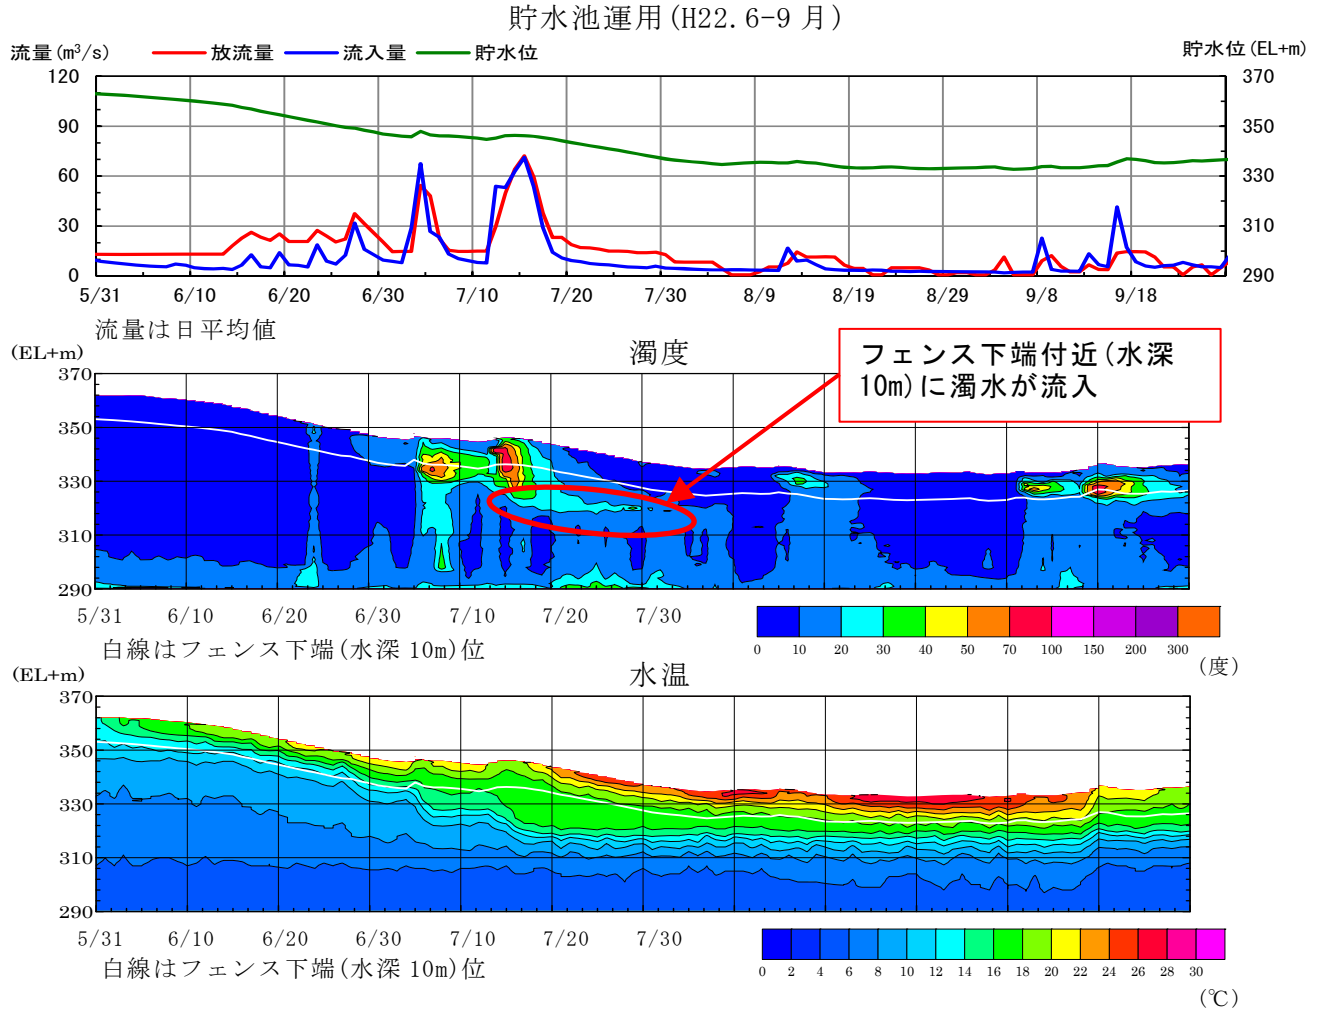 貯水池運用(H22.6-9月)
流量(m³/s) 放流量 流入量 貯水位 貯水位(EL+m)
120 370
90 350
60 330
30 310
0 290
5/31 6/10 6/20 6/30 7/10 7/20 7/30 8/9 8/19 8/29 9/8 9/18
流量は日平均値
(EL+m) 濁度
フェンス下端付近(水深
10m)に濁水が流入
370
350
330
310
290
5/31 6/10 6/20 6/30 7/10 7/20 7/30
0 10 20 30 40 50 70 100 150 200 300
(度)
白線はフェンス下端(水深 10m)位
(EL+m) 水温
370
350
330
310
290
5/31 6/10 6/20 6/30 7/10 7/20 7/30
0 2 4 6 8 10 12 14 16 18 20 22 24 26 28 30
(℃)
白線はフェンス下端(水深 10m)位